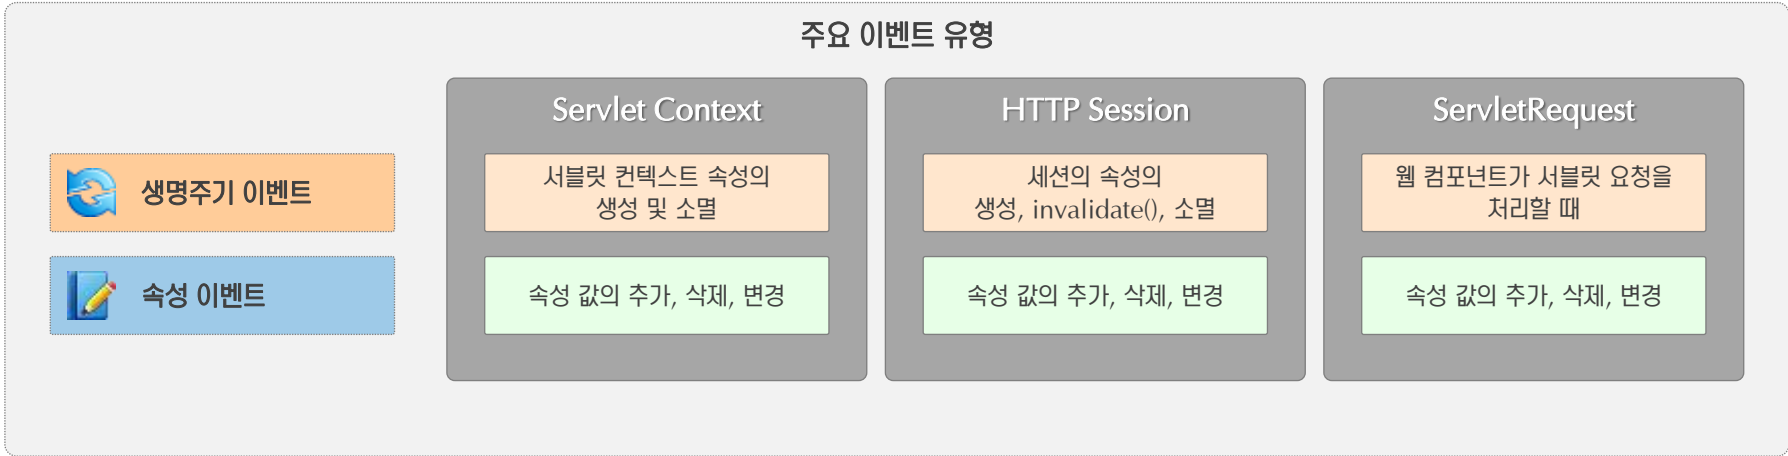 주요 이벤트 유형
Servlet Context
HTTP Session
ServletRequest
생명주기 이벤트
서블릿 컨텍스트 속성의
생성 및 소멸
세션의 속성의
생성, invalidate(), 소멸
웹 컴포넌트가 서블릿 요청을
처리할 때
속성 이벤트
속성 값의 추가, 삭제, 변경
속성 값의 추가, 삭제, 변경
속성 값의 추가, 삭제, 변경